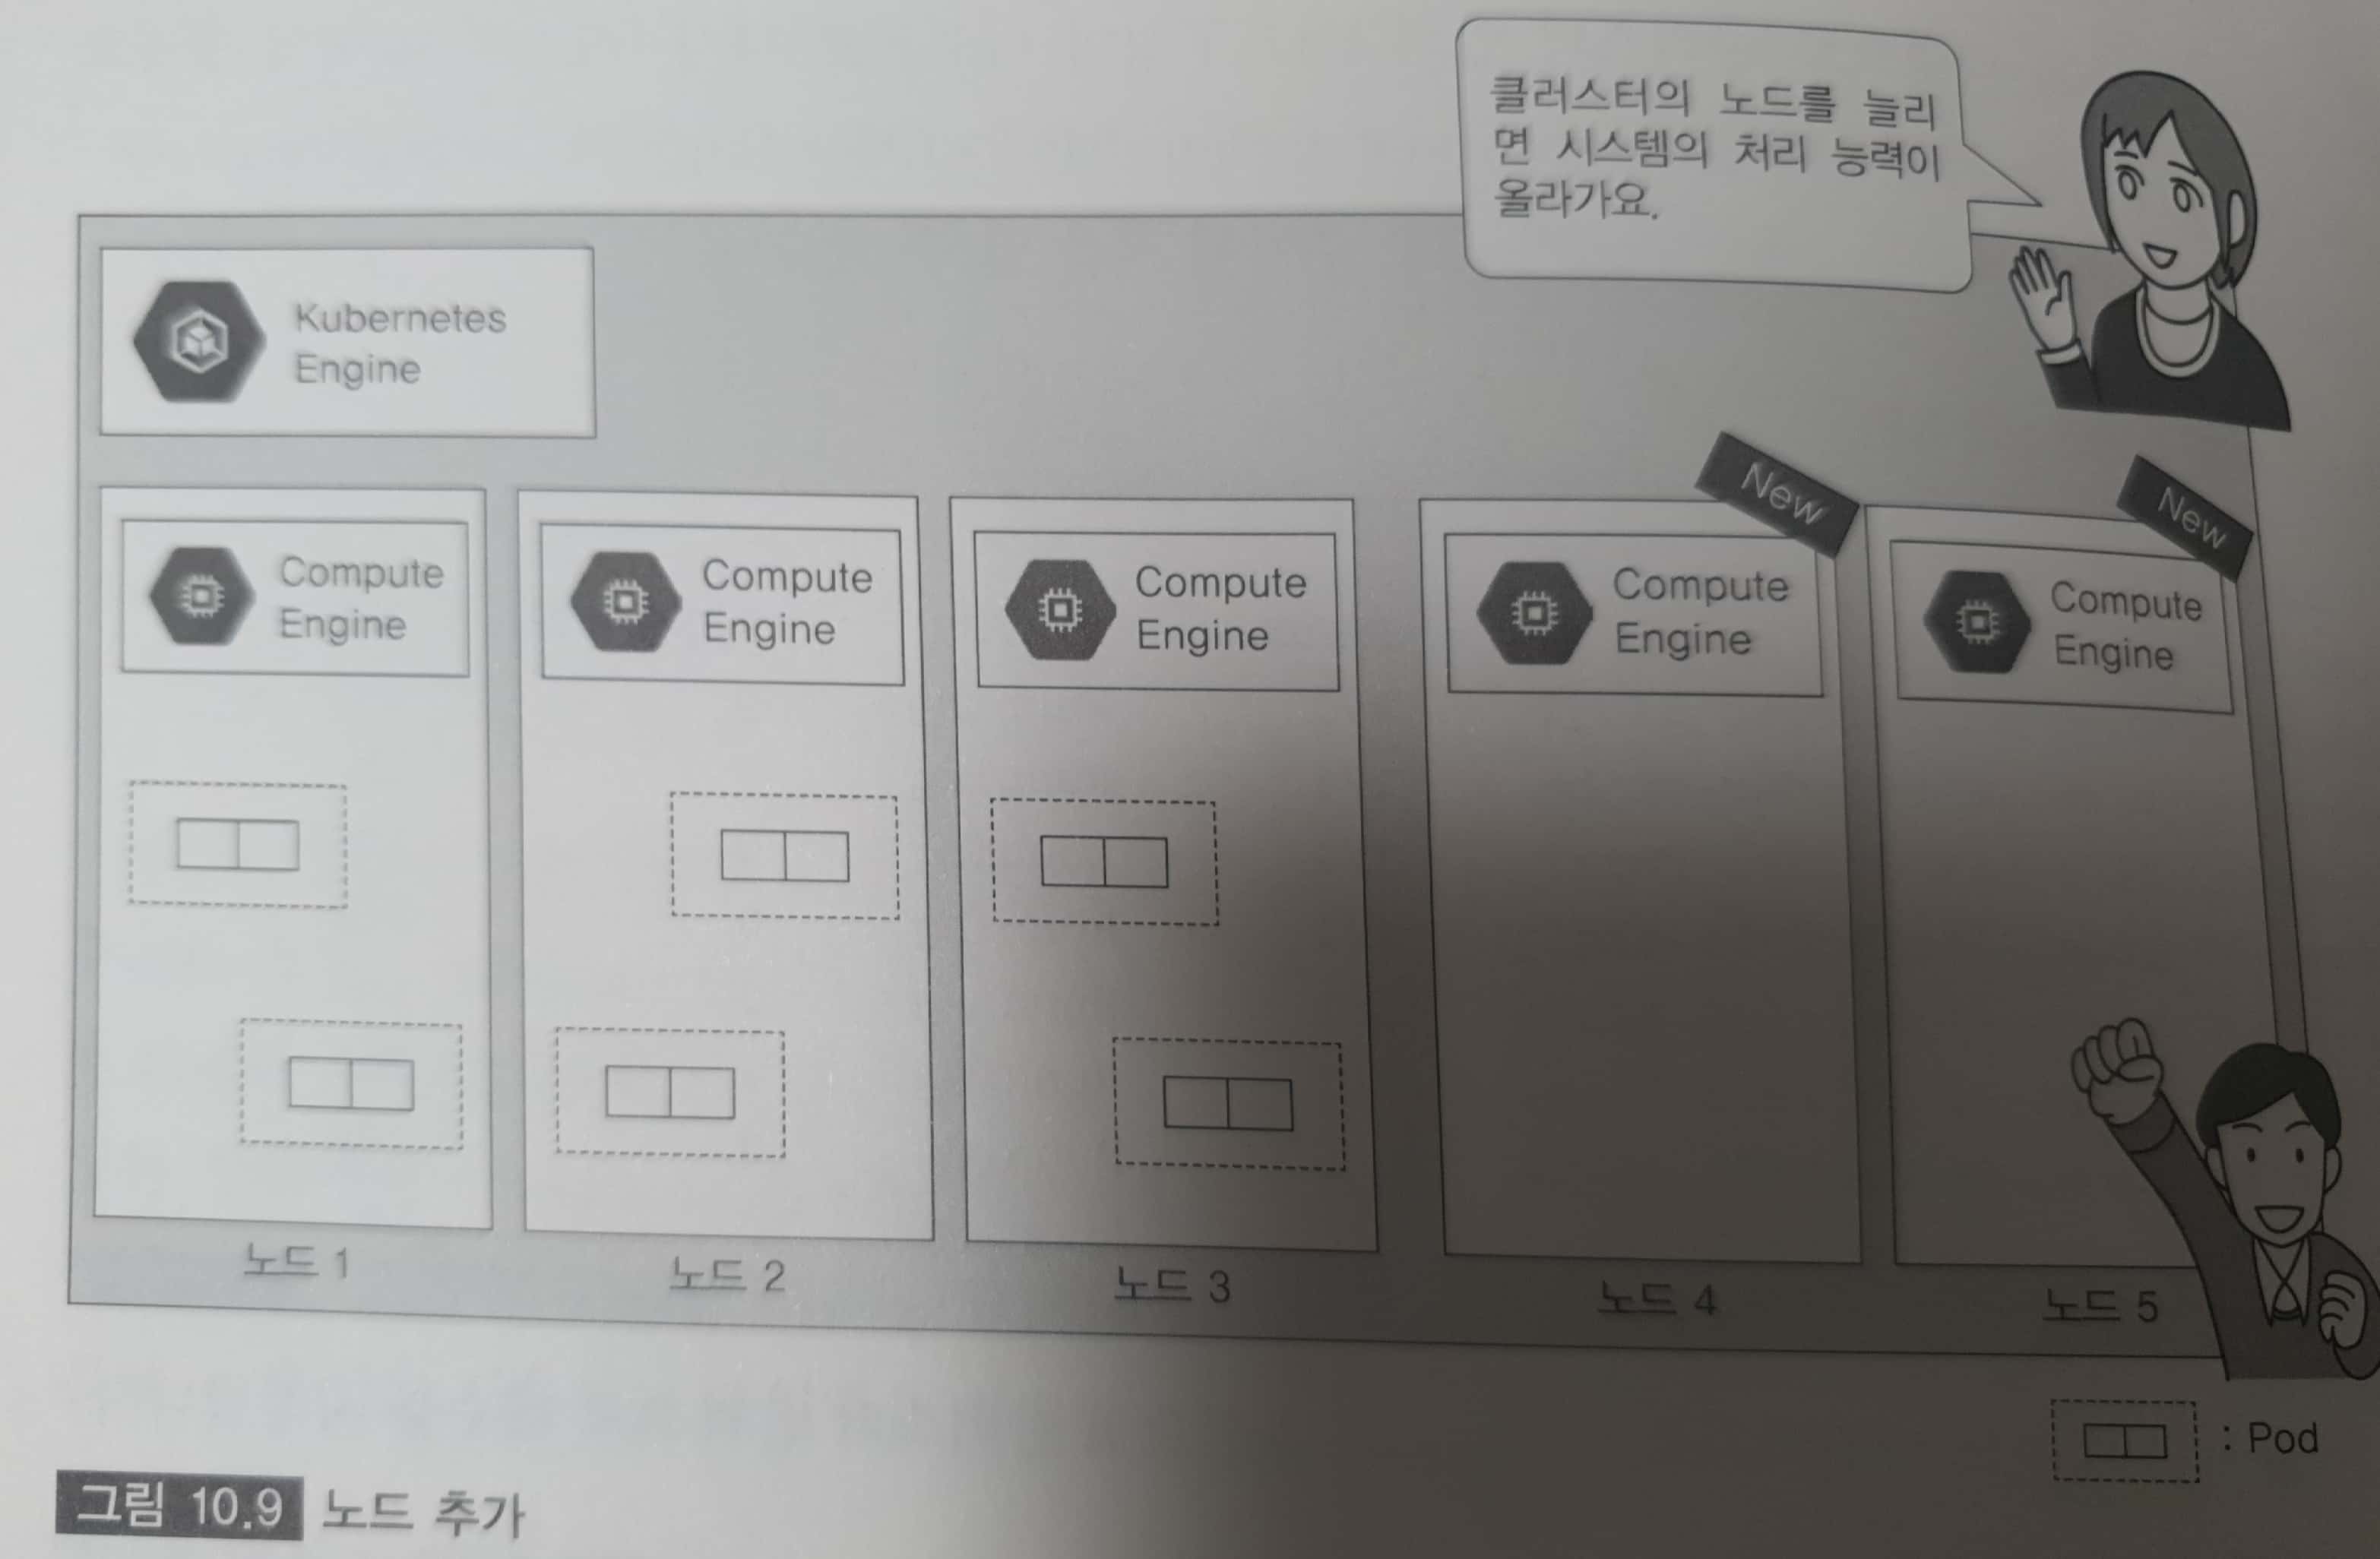 클러스터의 노드를 늘리
면 시스템의 처리 능력이
올라가요.
Kubernetes
Engine
New
New
Compute
Engine
Compute
Engine
Compute
Engine
Compute
Engine
Compute
Engine
노드 1
노드 2
노드 3
노드 4
노드 5
: Pod
그림 10.9 노드 추가